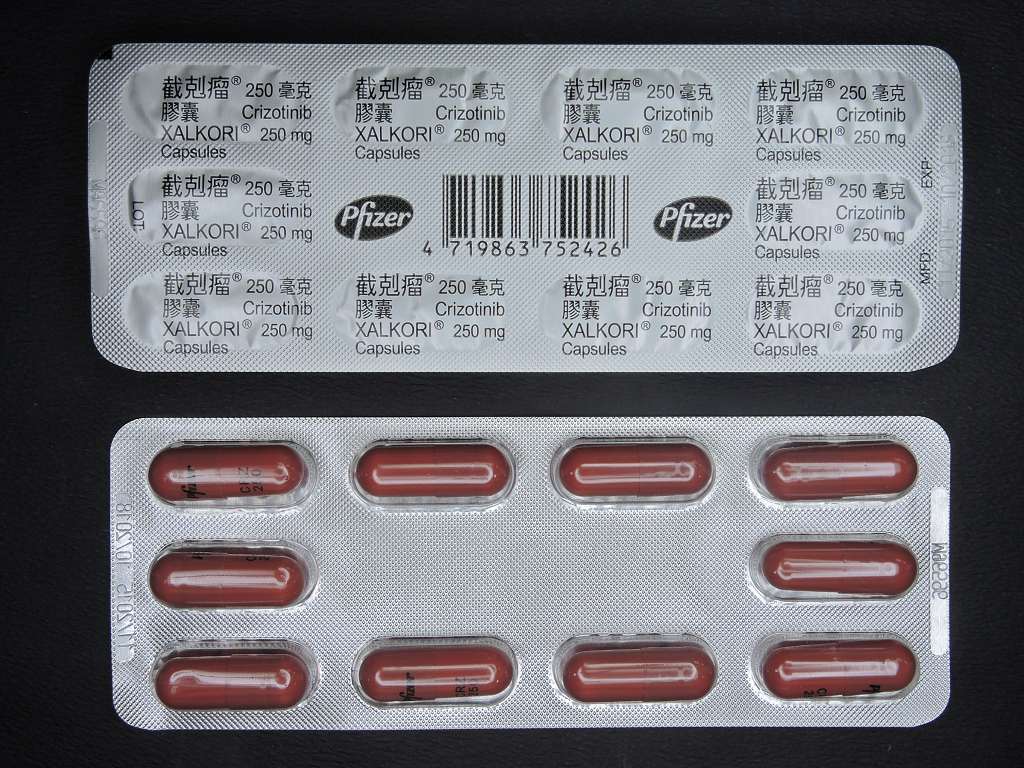 截剋瘤® 250 毫克
膠囊 Crizotinib
XALKORI® 250 mg
Capsules
截剋瘤® 250 毫克
膠囊 Crizotinib
XALKORI® 250 mg
Capsules
截剋瘤® 250 毫克
膠囊 Crizotinib
XALKORI® 250 mg
Capsules
截剋瘤® 250 毫克
膠囊 Crizotinib
XALKORI® 250 mg
Capsules
LOT
截剋瘤® 250 毫克
膠囊 Crizotinib
XALKORI® 250 mg
Capsules
Pfizer
4 719863 752426
Pfizer
截剋瘤® 250 毫克
膠囊 Crizotinib
XALKORI® 250 mg
Capsules
MFD
EXP
截剋瘤® 250 毫克
膠囊 Crizotinib
XALKORI® 250 mg
Capsules
截剋瘤® 250 毫克
膠囊 Crizotinib
XALKORI® 250 mg
Capsules
截剋瘤® 250 毫克
膠囊 Crizotinib
XALKORI® 250 mg
Capsules
截剋瘤® 250 毫克
膠囊 Crizotinib
XALKORI® 250 mg
Capsules
Pfizer
11/2015 10/2018